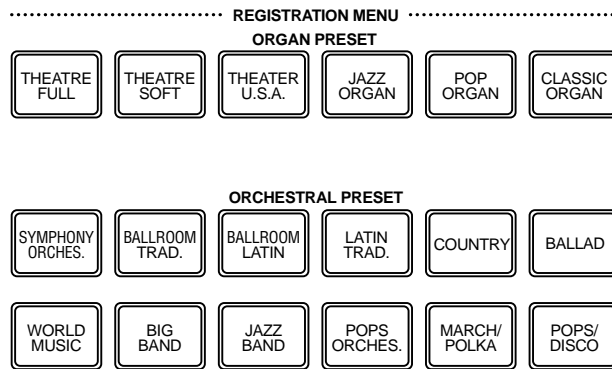 REGISTRATION MENU
ORGAN PRESET
THEATRE FULL
THEATRE SOFT
THEATER U.S.A.
JAZZ ORGAN
POP ORGAN
CLASSIC ORGAN
ORCHESTRAL PRESET
SYMPHONY ORCHES.
BALLROOM TRAD.
BALLROOM LATIN
LATIN TRAD.
COUNTRY
BALLAD
WORLD MUSIC
BIG BAND
JAZZ BAND
POPS ORCHES.
MARCH/ POLKA
POPS/ DISCO